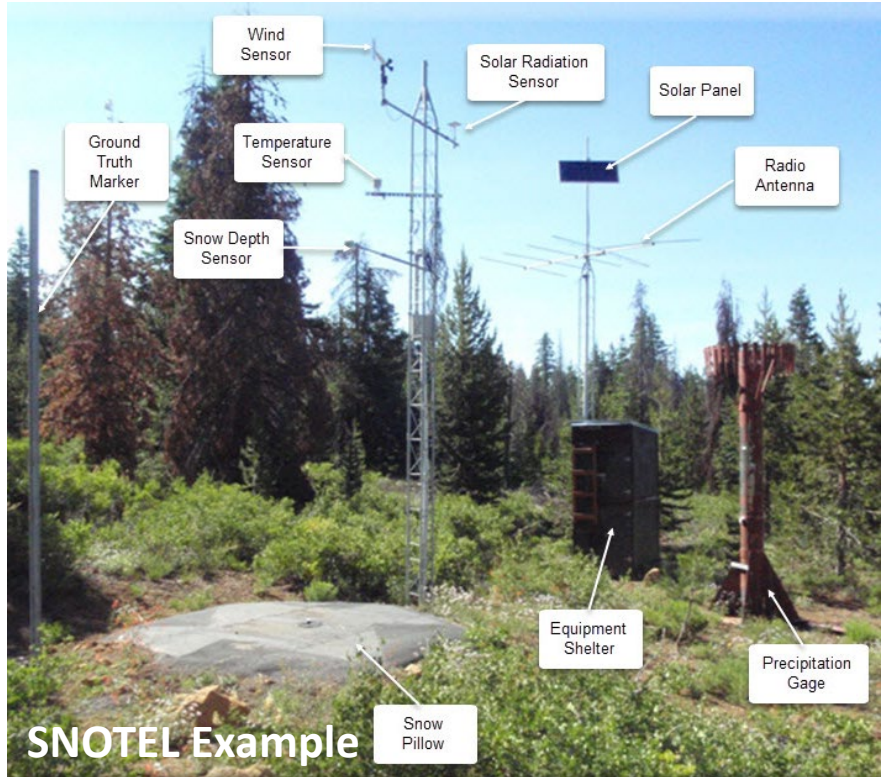 Wind
Sensor
Solar Radiation
Sensor
Solar Panel
Ground
Truth
Marker
Temperature
Sensor
Radio
Antenna
Snow Depth
Sensor
Equipment
Shelter
Precipitation
Gage
Snow
Pillow
SNOTEL Example